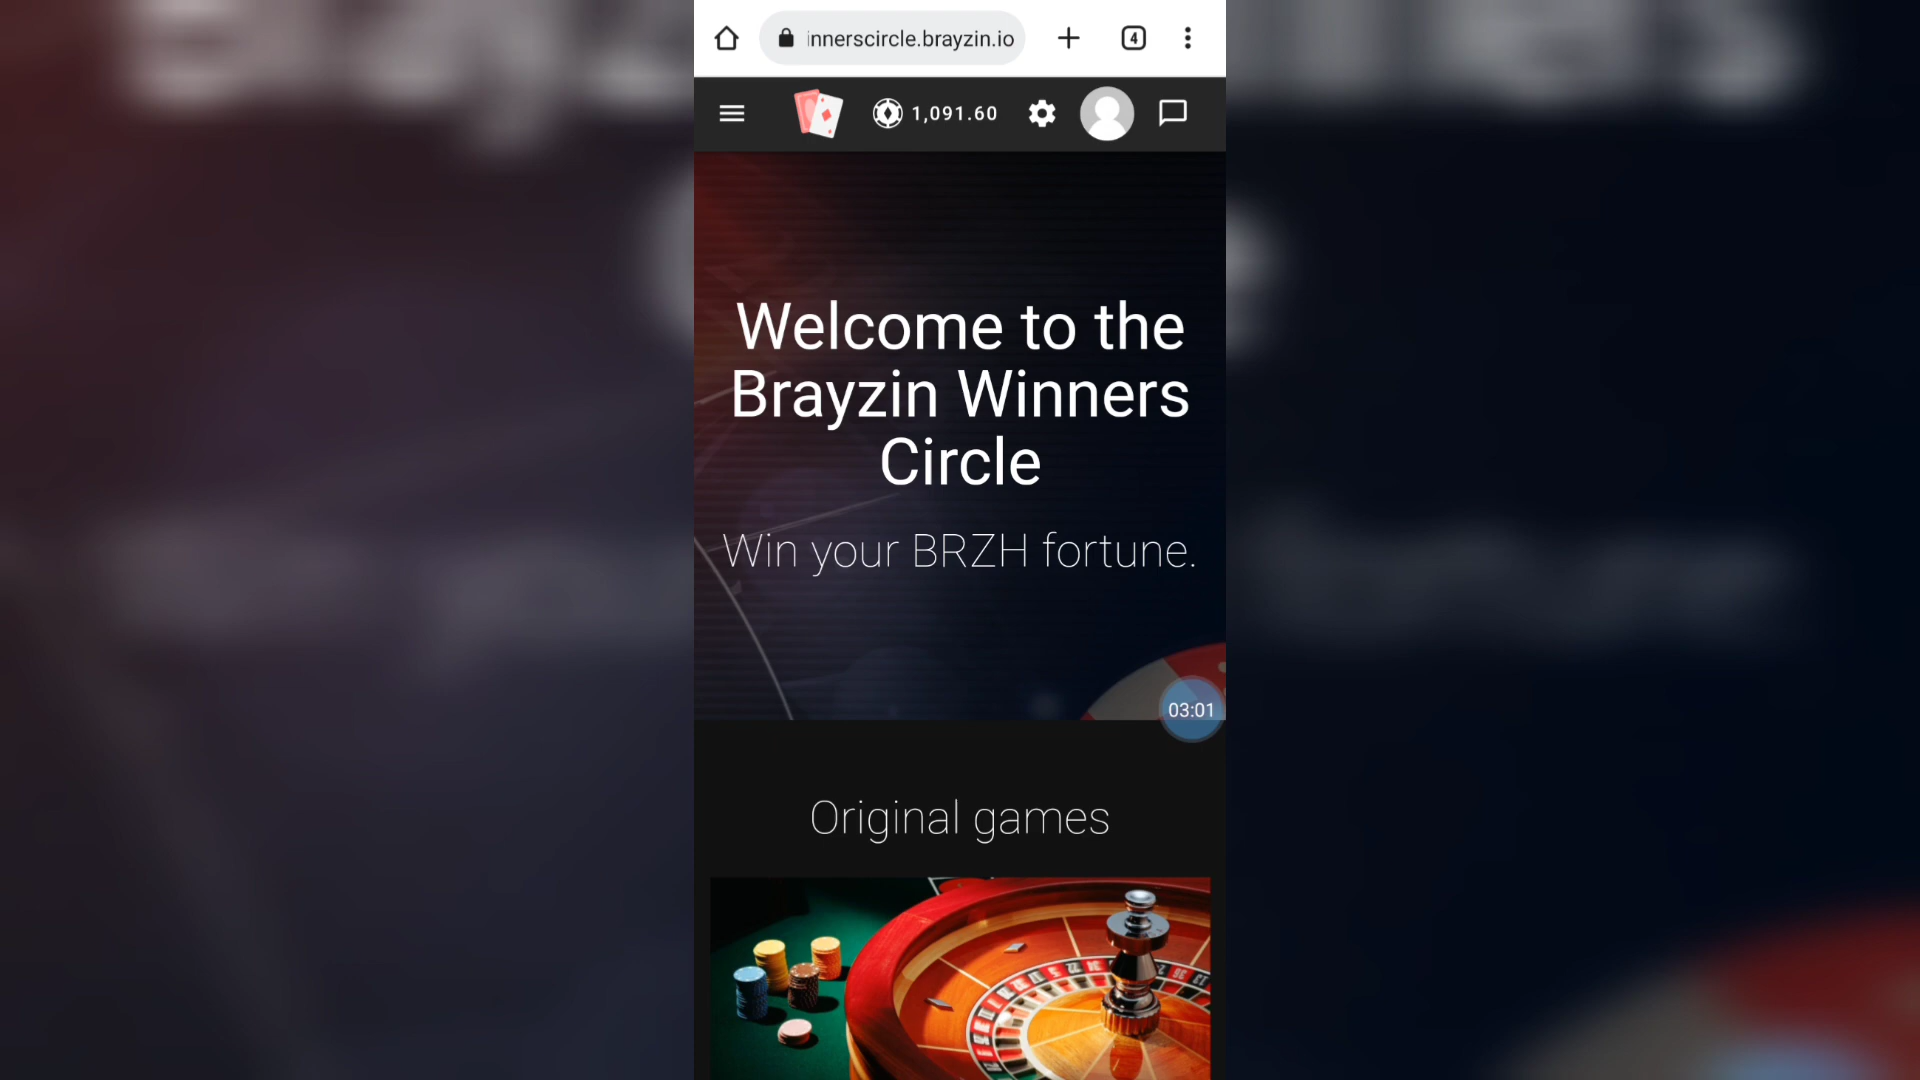 innerscircle.brayzin.io
4
1,091.60
Welcome to the
Brayzin Winners
Circle
Win your BRZH fortune.
03:01
Original games